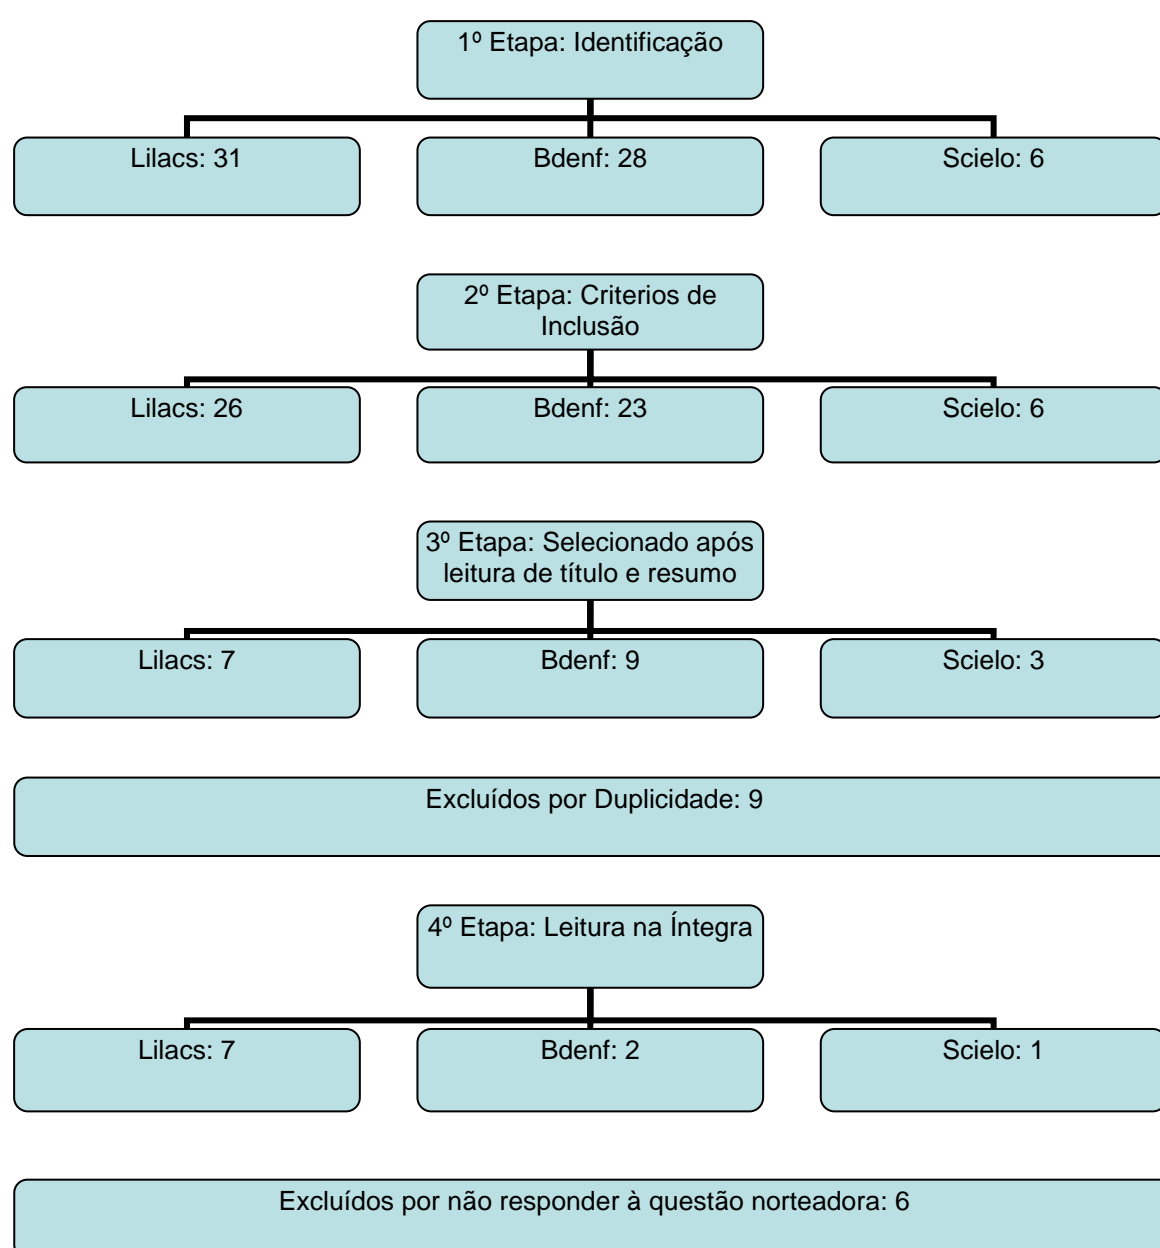 1º Etapa: Identificação
Lilacs: 31
Bdenf: 28
Scielo: 6
2º Etapa: Criterios de
Inclusão
Lilacs: 26
Bdenf: 23
Scielo: 6
3º Etapa: Selecionado após
leitura de título e resumo
Lilacs: 7
Bdenf: 9
Scielo: 3
Excluídos por Duplicidade: 9
4º Etapa: Leitura na Íntegra
Lilacs: 7
Bdenf: 2
Scielo: 1
Excluídos por não responder à questão norteadora: 6